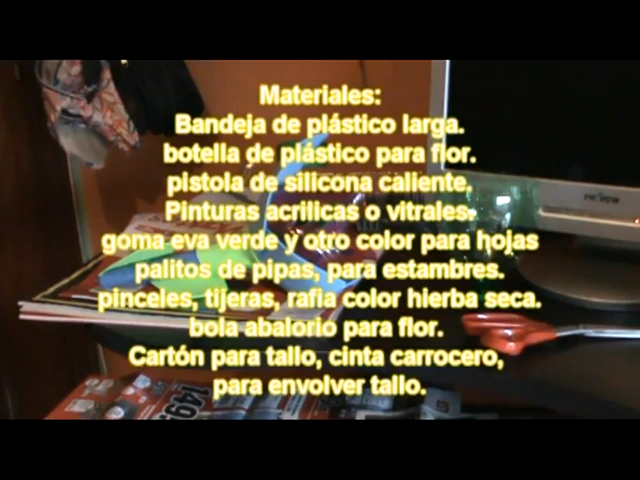 Materiales:
Bandeja de plástico larga.
botella de plástico para flor.
pistola de silicona caliente.
Pinturas acrilicas o vitrales.
goma eva verde y otro color para hojas
palitos de pipas, para estambres.
pinceles, tijeras, rafia color hierba seca.
bola abalorio para flor.
Cartón para tallo, cinta carrocero,
para envolver tallo.